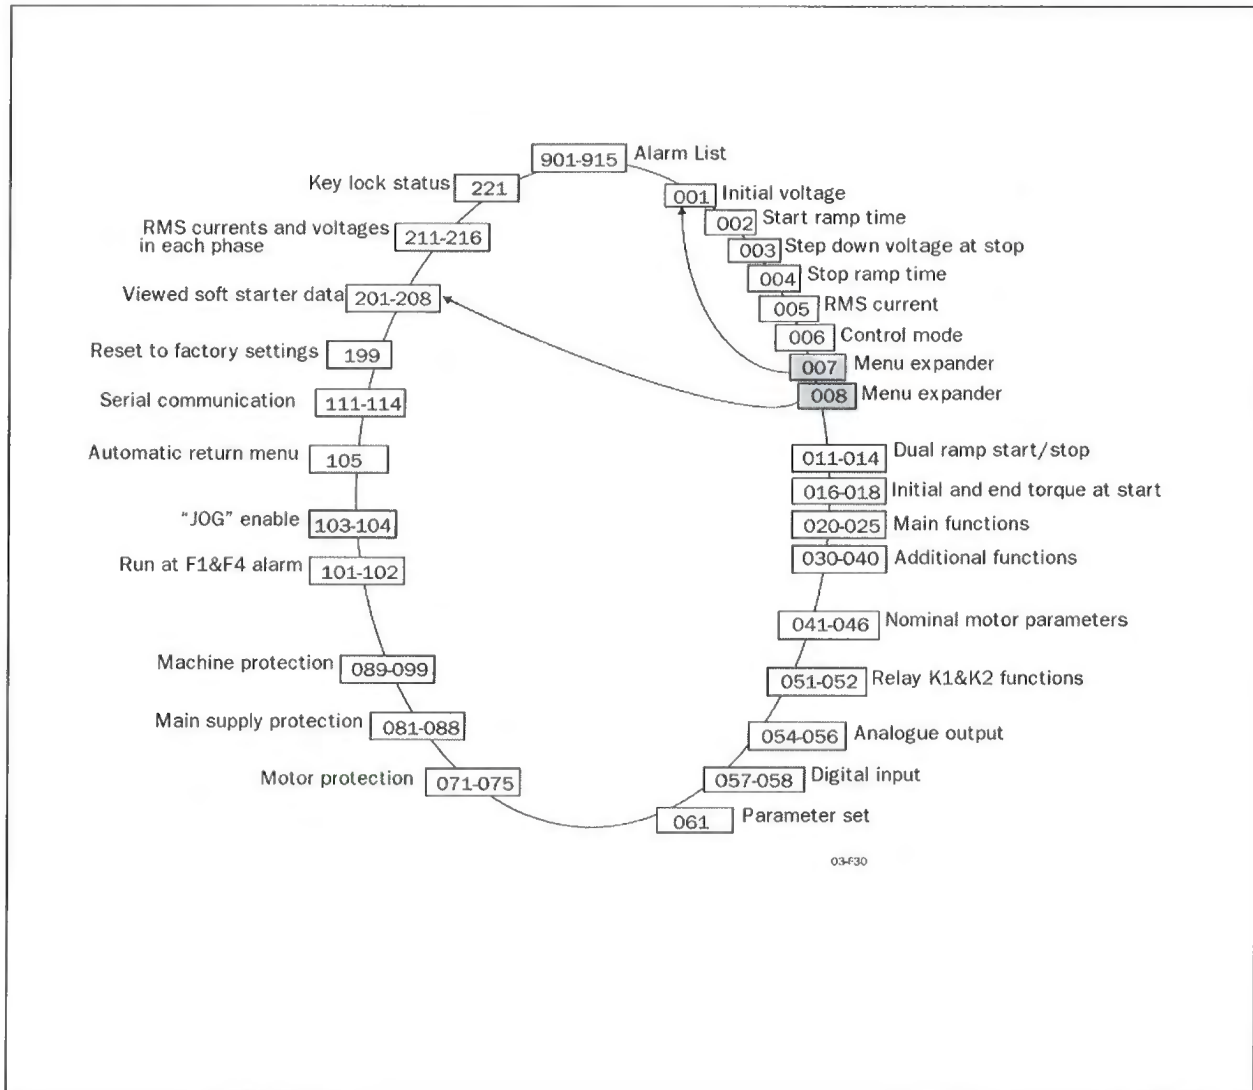 901-915 Alarm List
001 Initial voltage
002 Start ramp time
003 Step down voltage at stop
004 Stop ramp time
005 RMS current
006 Control mode
007 Menu expander
008 Menu expander
011-014 Dual ramp start/stop
016-018 Initial and end torque at start
020-025 Main functions
030-040 Additional functions
041-046 Nominal motor parameters
051-052 Relay K1&K2 functions
054-056 Analogue output
057-058 Digital input
061 Parameter set
Motor protection 071-075
Main supply protection 081-088
Machine protection 089-099
Run at F1&F4 alarm 101-102
"JOG" enable 103-104
Automatic return menu 105
Serial communication 111-114
Reset to factory settings 199
Viewed soft starter data 201-208
RMS currents and voltages
in each phase 211-216
Key lock status 221
03-F30